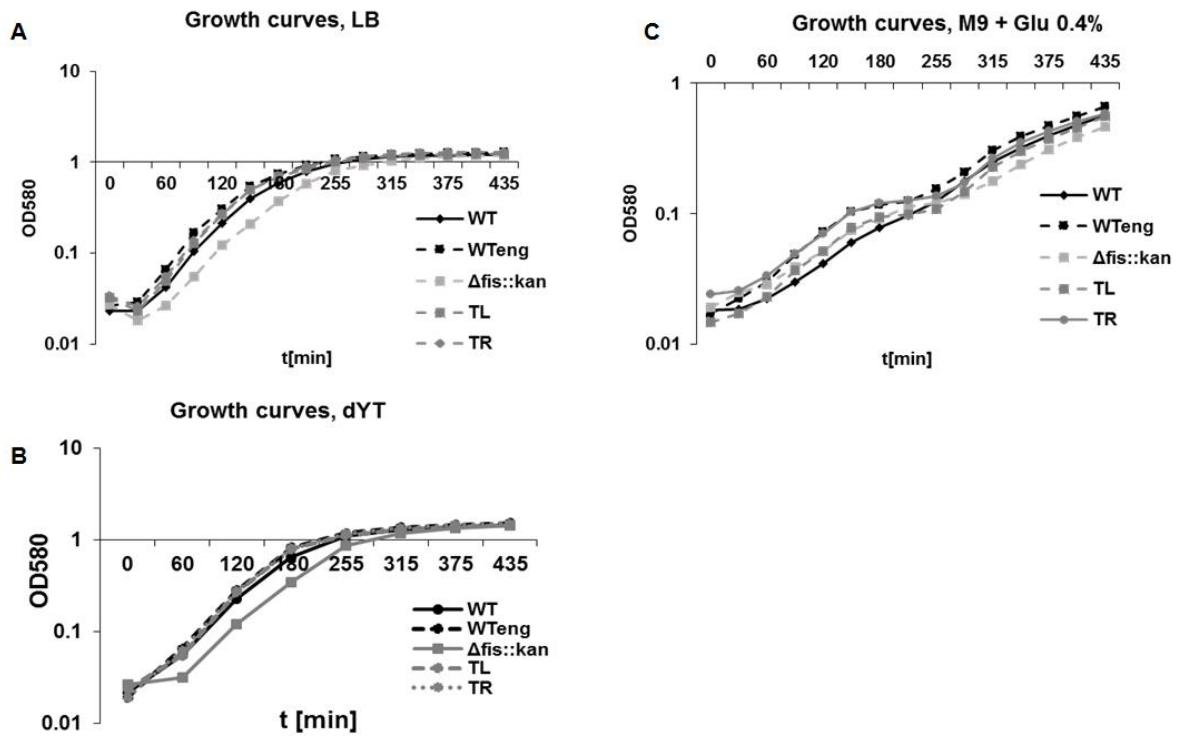 A
Growth curves, LB
10
1
0.1
0.01
OD580
0 60 120 180 255 315 375 435
t[min]
WT
WTeng
Δfis::kan
TL
TR
B
Growth curves, dYT
10
1
0.1
0.01
OD580
0 60 120 180 255 315 375 435
t [min]
WT
WTeng
Δfis::kan
TL
TR
C
Growth curves, M9 + Glu 0.4%
0 60 120 180 255 315 375 435
1
0.1
0.01
OD580
t[min]
WT
WTeng
Δfis::kan
TL
TR